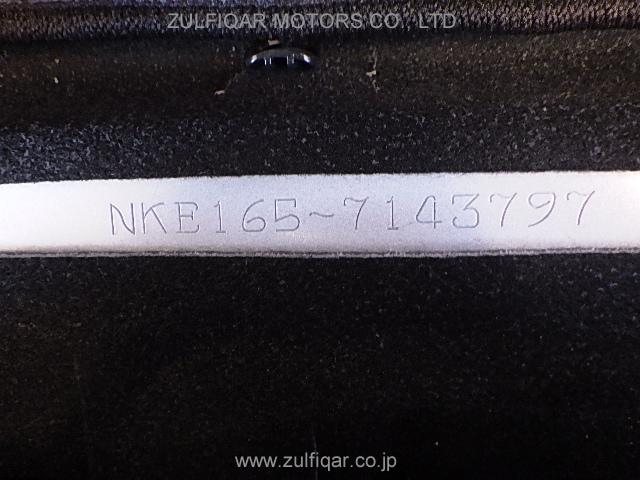 ZULFIQAR MOTORS CO. LTD
NKE165-7143797
www.zulfiqar.co.jp